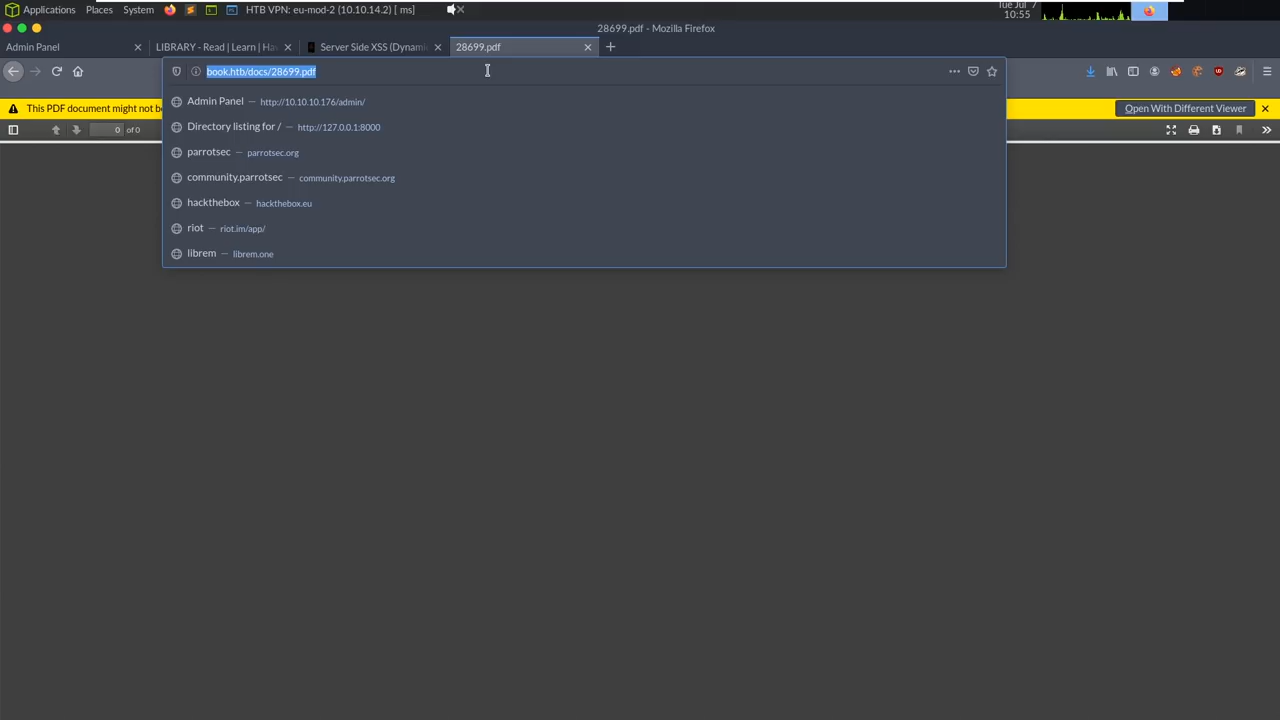 Applications Places System HTB VPN: eu-mod-2 (10.10.14.2) [ ms]
Tue Jul 7
10:55
28699.pdf - Mozilla Firefox
Admin Panel
LIBRARY - Read | Learn | Ha
Server Side XSS (Dynami
28699.pdf
book.htb/docs/28699.pdf
This PDF document might not b
Open With Different Viewer
0 of 0
Admin Panel — http://10.10.10.176/admin/
Directory listing for / — http://127.0.0.1:8000
parrotsec — parrotsec.org
community.parrotsec — community.parrotsec.org
hackthebox — hackthebox.eu
riot — riot.im/app/
librem — librem.one